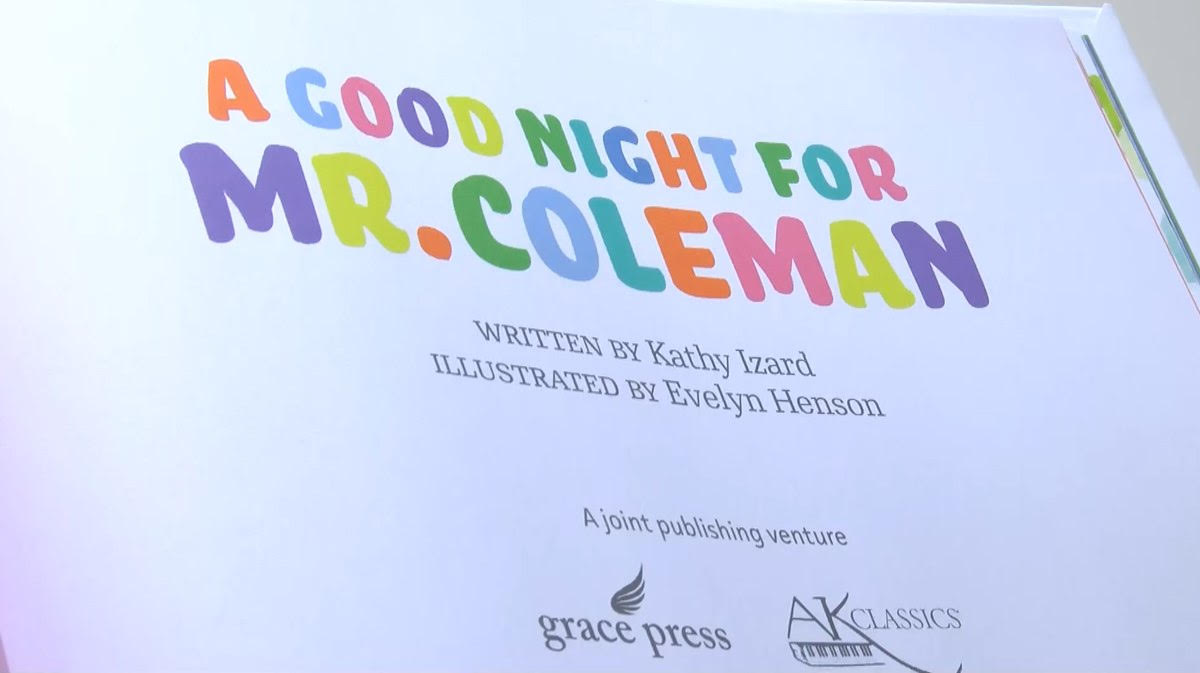 A GOOD NIGHT FOR
MR. COLEMAN
WRITTEN BY Kathy Izard
ILLUSTRATED BY Evelyn Henson
A joint publishing venture
grace press
AK CLASSICS